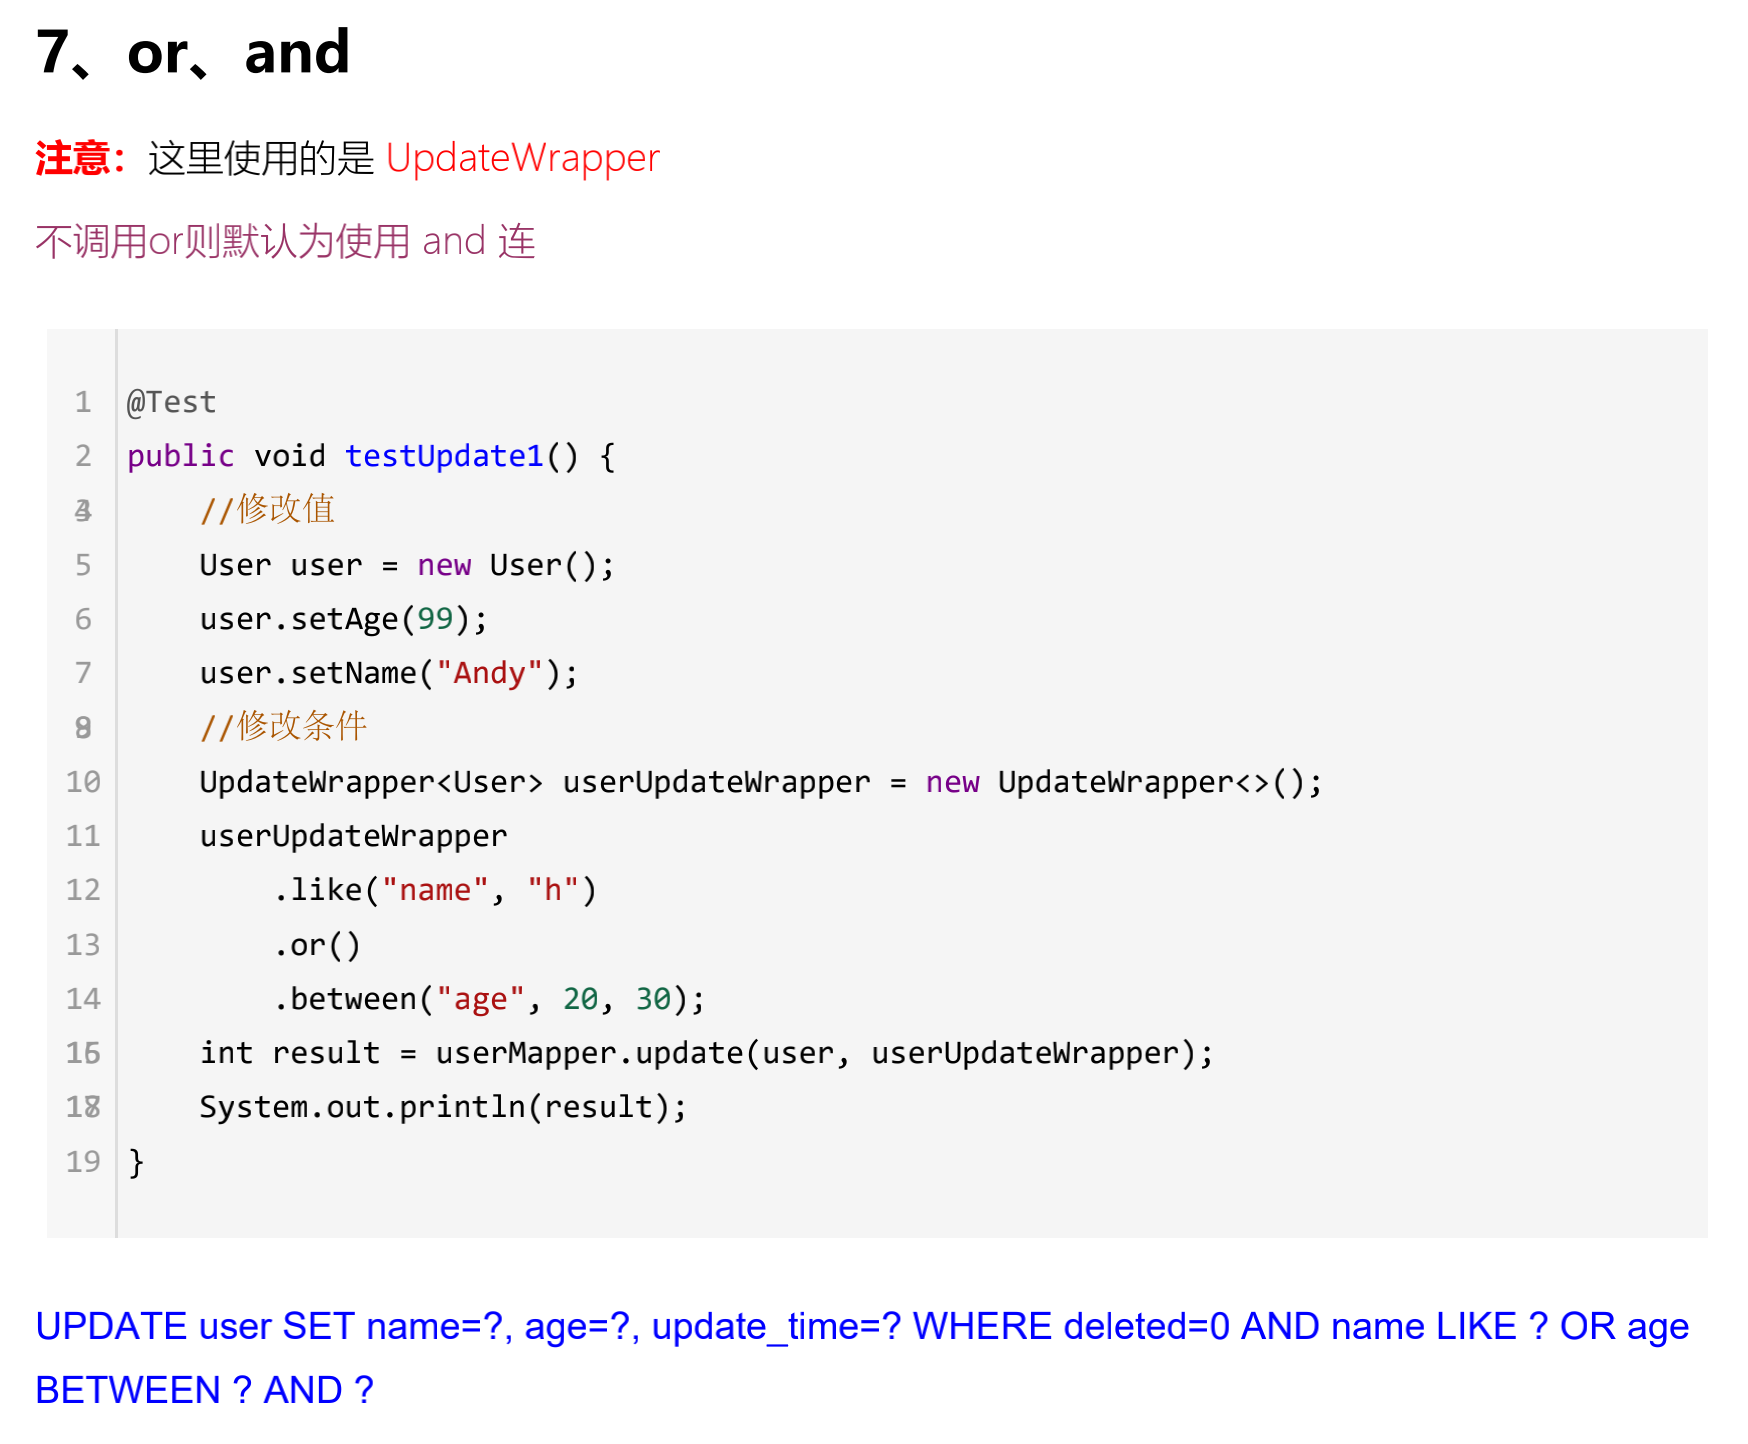 7、or、and
注意：这里使用的是 UpdateWrapper
不调用or则默认为使用 and 连
1 @Test
2 public void testUpdate1() {
//修改值
5 User user = new User();
6 user.setAge(99);
7 user.setName("Andy");
//修改条件
10 UpdateWrapper<User> userUpdateWrapper = new UpdateWrapper<>();
11 userUpdateWrapper
12 .like("name", "h")
13 .or()
14 .between("age", 20, 30);
int result = userMapper.update(user, userUpdateWrapper);
System.out.println(result);
19 }
UPDATE user SET name=?, age=?, update_time=? WHERE deleted=0 AND name LIKE ? OR age
BETWEEN ? AND ?